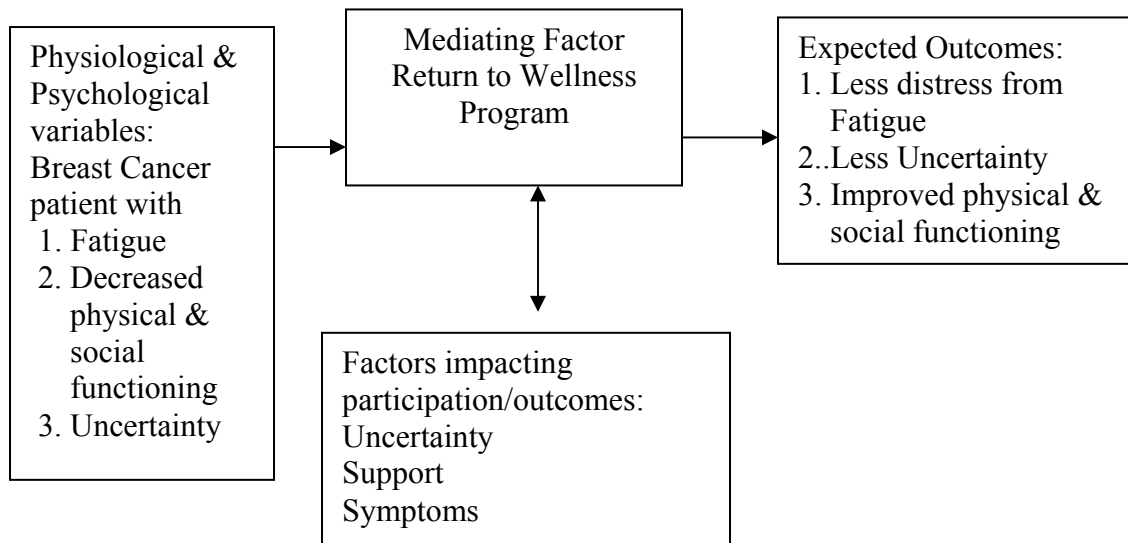 Physiological &
Psychological
variables:
Breast Cancer
patient with
1. Fatigue
2. Decreased
physical &
social
functioning
3. Uncertainty
Mediating Factor
Return to Wellness
Program
Expected Outcomes:
1. Less distress from
Fatigue
2..Less Uncertainty
3. Improved physical &
social functioning
Factors impacting
participation/outcomes:
Uncertainty
Support
Symptoms